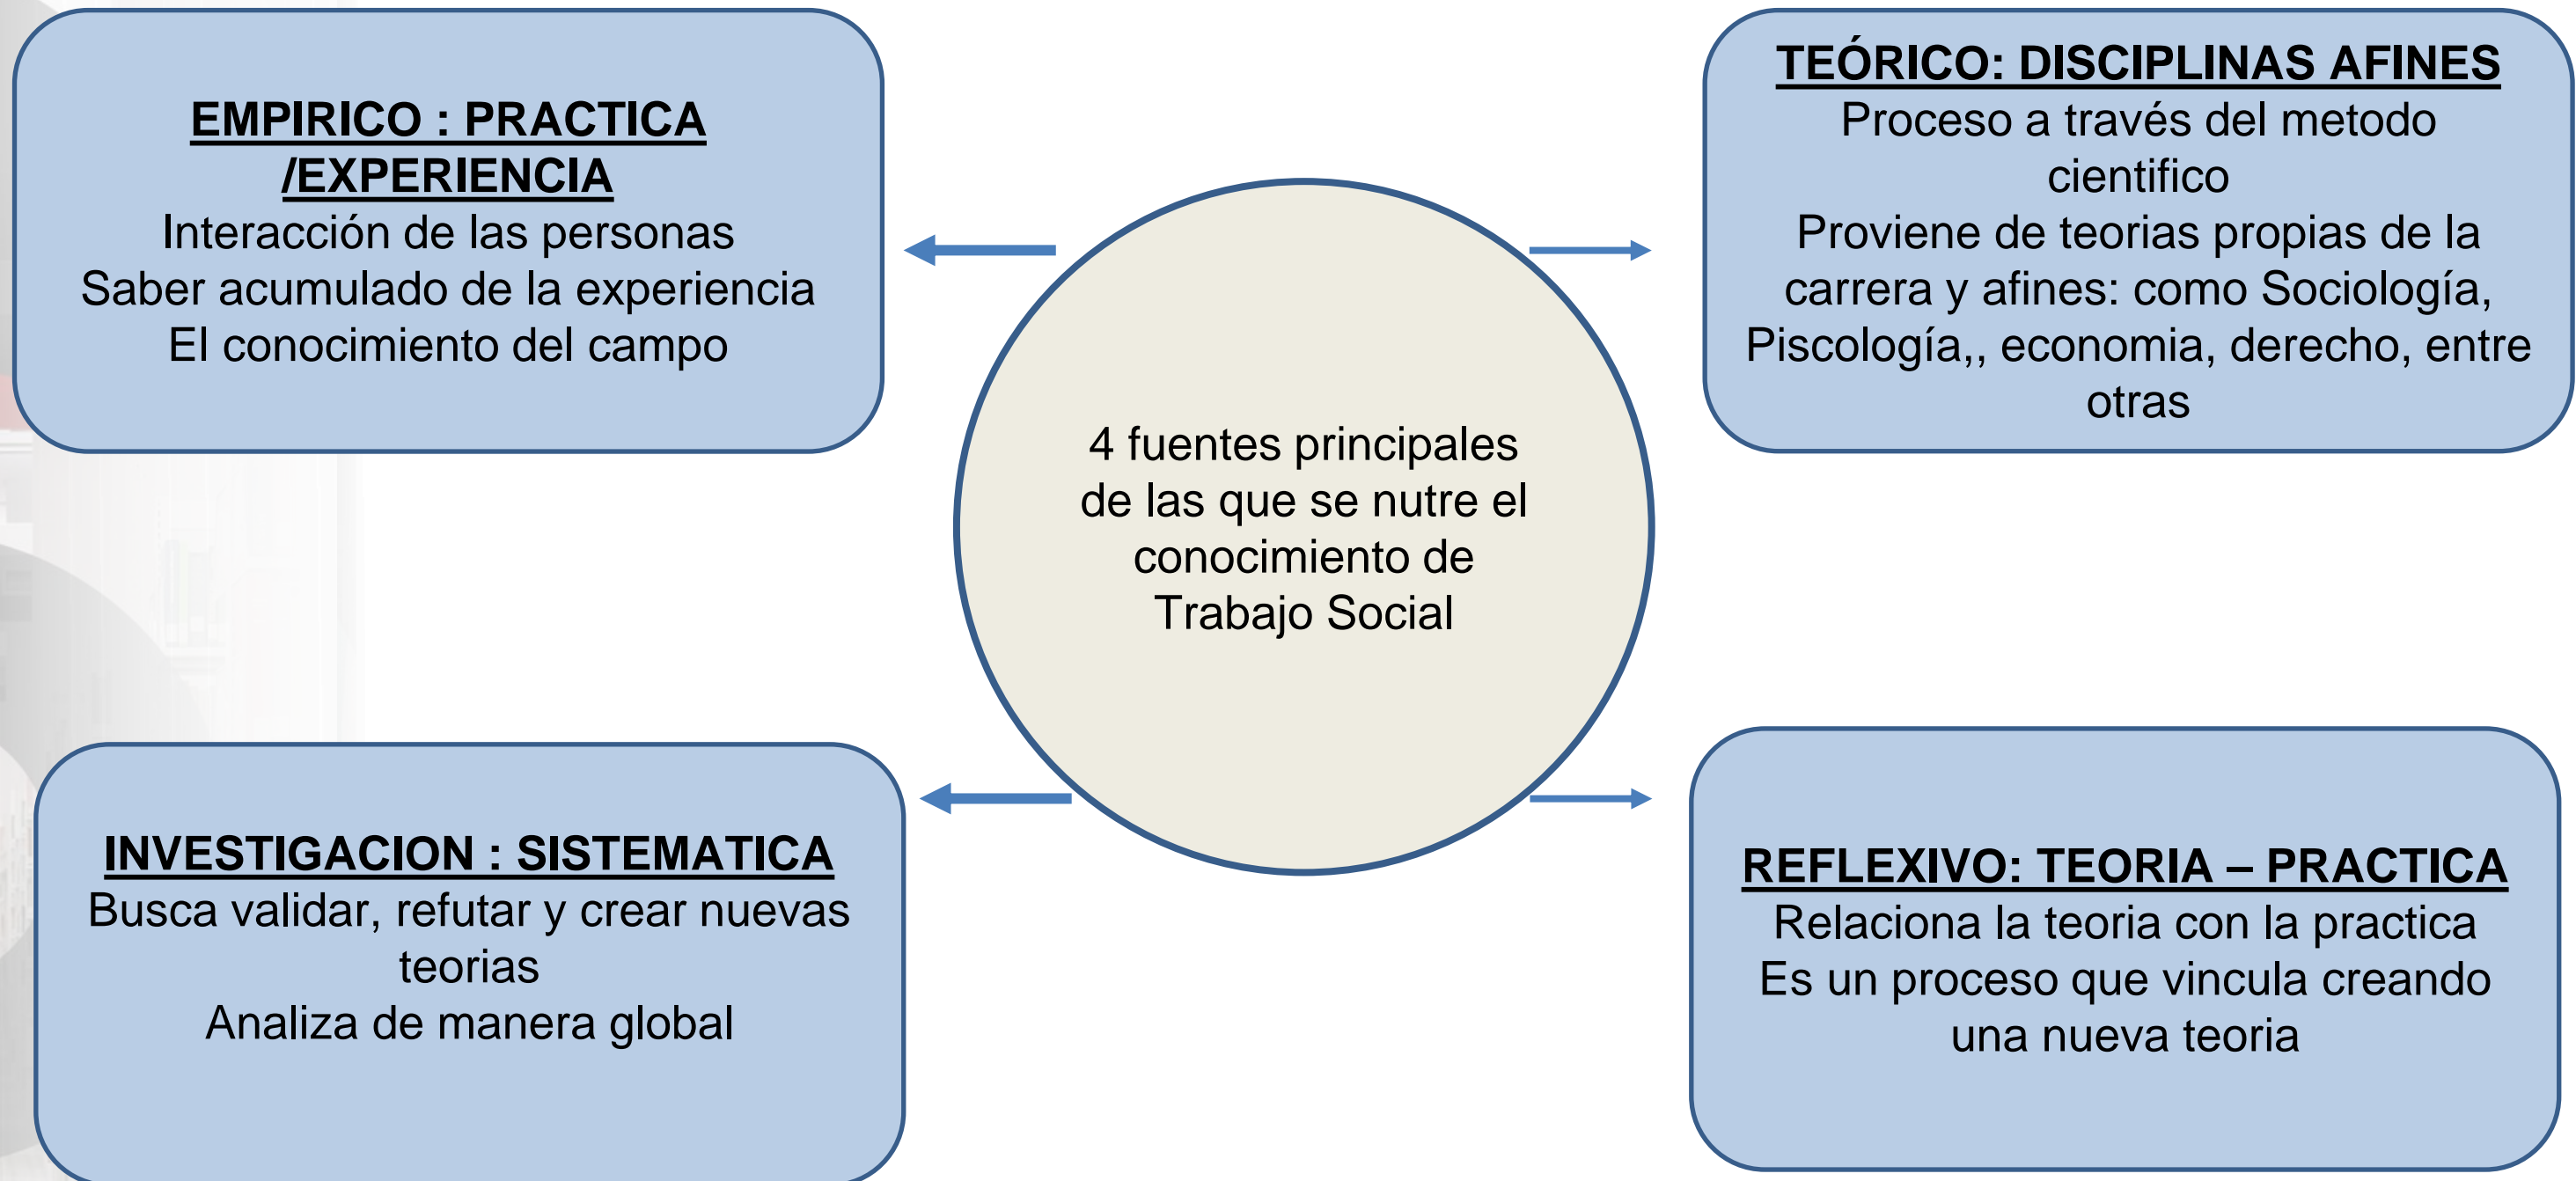 EMPIRICO : PRACTICA
/EXPERIENCIA
Interacción de las personas
Saber acumulado de la experiencia
El conocimiento del campo
TEÓRICO: DISCIPLINAS AFINES
Proceso a través del metodo
cientifico
Proviene de teorias propias de la
carrera y afines: como Sociología,
Piscología,, economia, derecho, entre
otras
4 fuentes principales
de las que se nutre el
conocimiento de
Trabajo Social
INVESTIGACION : SISTEMATICA
Busca validar, refutar y crear nuevas
teorias
Analiza de manera global
REFLEXIVO: TEORIA – PRACTICA
Relaciona la teoria con la practica
Es un proceso que vincula creando
una nueva teoria